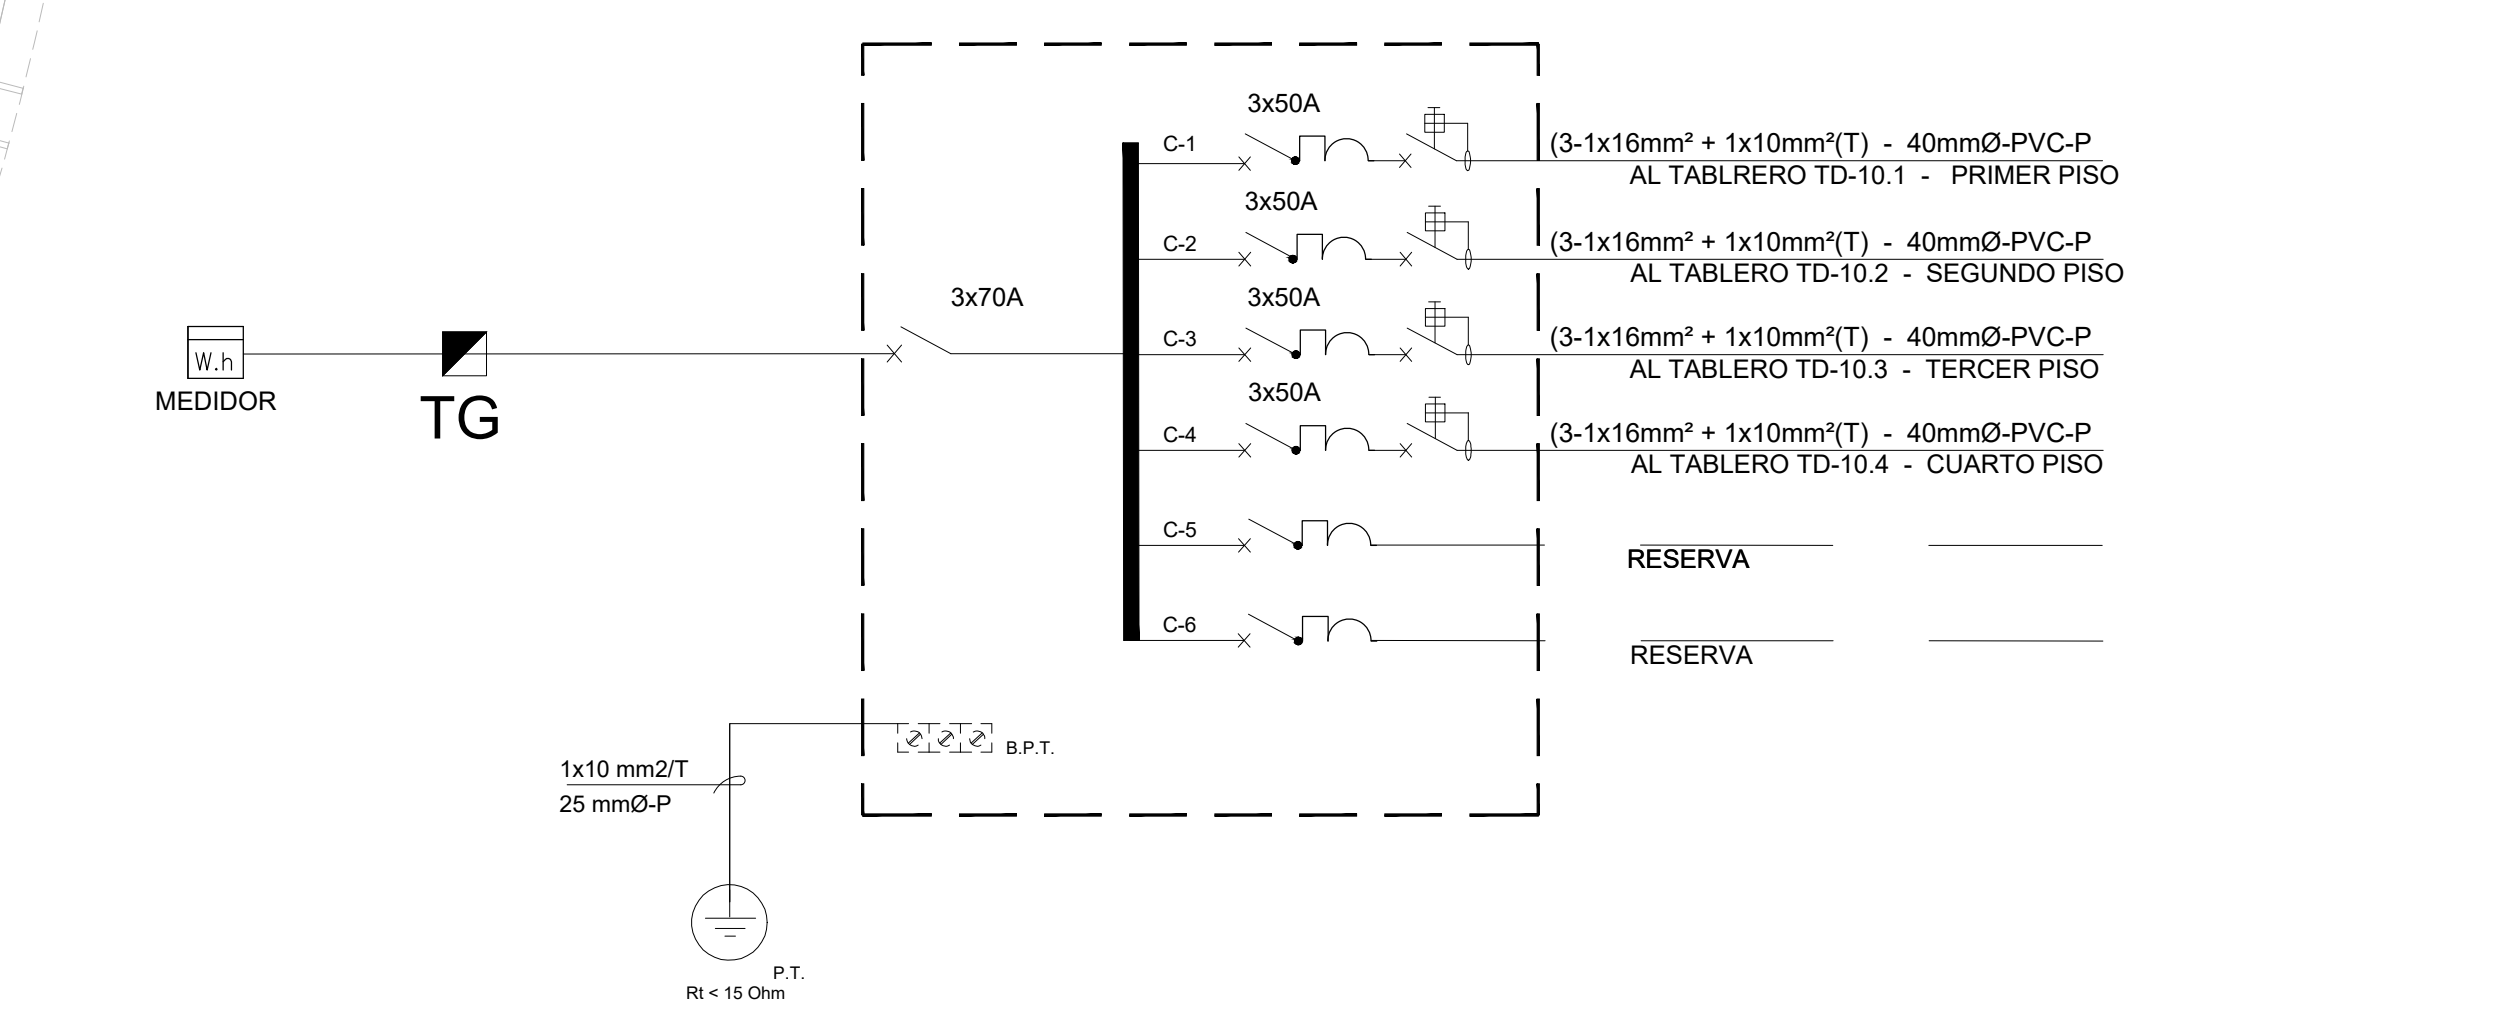 3x50A
C-1
(3-1x16mm² + 1x10mm²(T) - 40mmØ-PVC-P
AL TABLRERO TD-10.1 - PRIMER PISO
3x50A
C-2
(3-1x16mm² + 1x10mm²(T) - 40mmØ-PVC-P
AL TABLERO TD-10.2 - SEGUNDO PISO
3x70A
3x50A
C-3
(3-1x16mm² + 1x10mm²(T) - 40mmØ-PVC-P
AL TABLERO TD-10.3 - TERCER PISO
W.h
MEDIDOR
TG
3x50A
C-4
(3-1x16mm² + 1x10mm²(T) - 40mmØ-PVC-P
AL TABLERO TD-10.4 - CUARTO PISO
C-5
RESERVA
C-6
RESERVA
B.P.T.
1x10 mm2/T
25 mmØ-P
P.T.
Rt < 15 Ohm